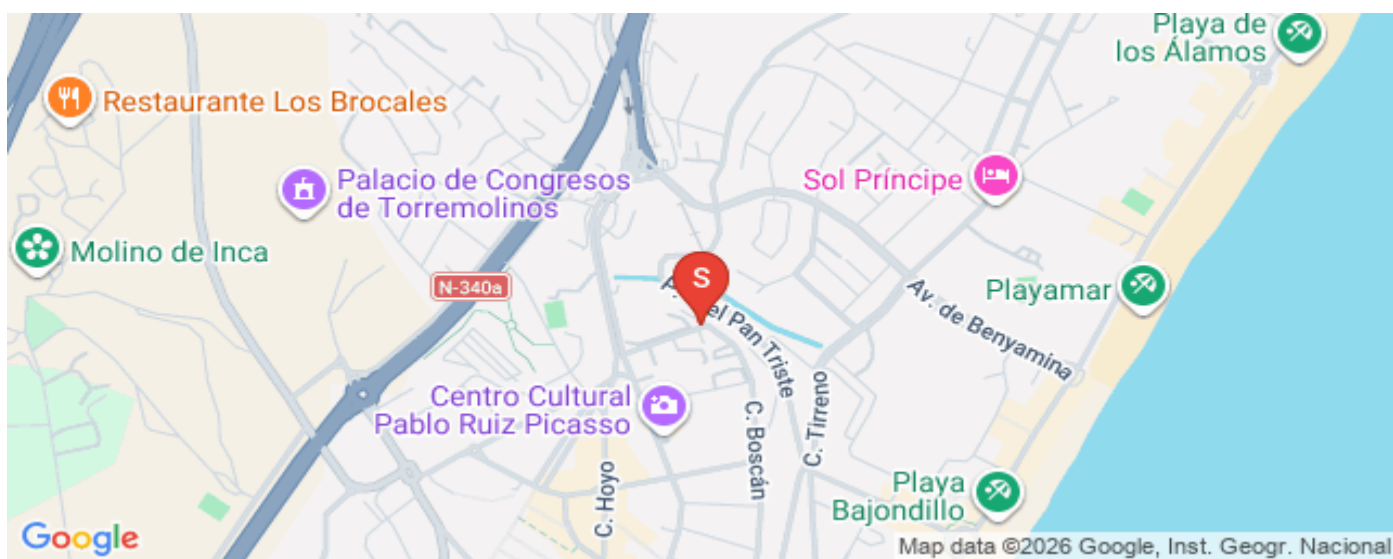 Playa de
los Álamos
Restaurante Los Brocales
Palacio de Congresos
de Torremolinos
Sol Príncipe
Molino de Inca
N-340a
S
Playamar
Av. de Benyamina
el Pan Triste
Centro Cultural
Pablo Ruiz Picasso
C. Tirreno
C. Boscán
C. Hoyo
Playa
Bajondillo
Google
Map data ©2026 Google, Inst. Geogr. Nacional